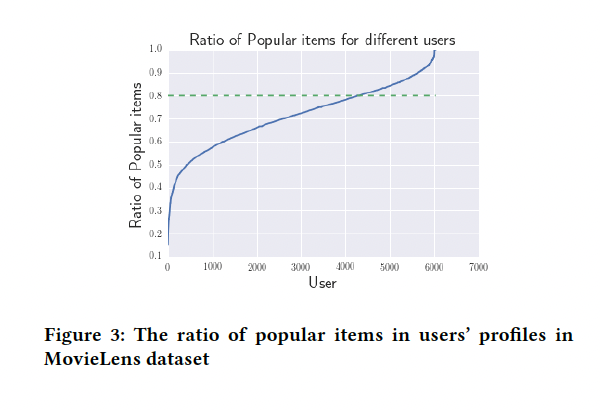 Ratio of Popular items for different users
1.0
0.9
0.8
0.7
0.6
0.5
0.4
0.3
0.2
0.1
Ratio of Popular items
0 1000 2000 3000 4000 5000 6000 7000
User
Figure 3: The ratio of popular items in users' profiles in
MovieLens dataset